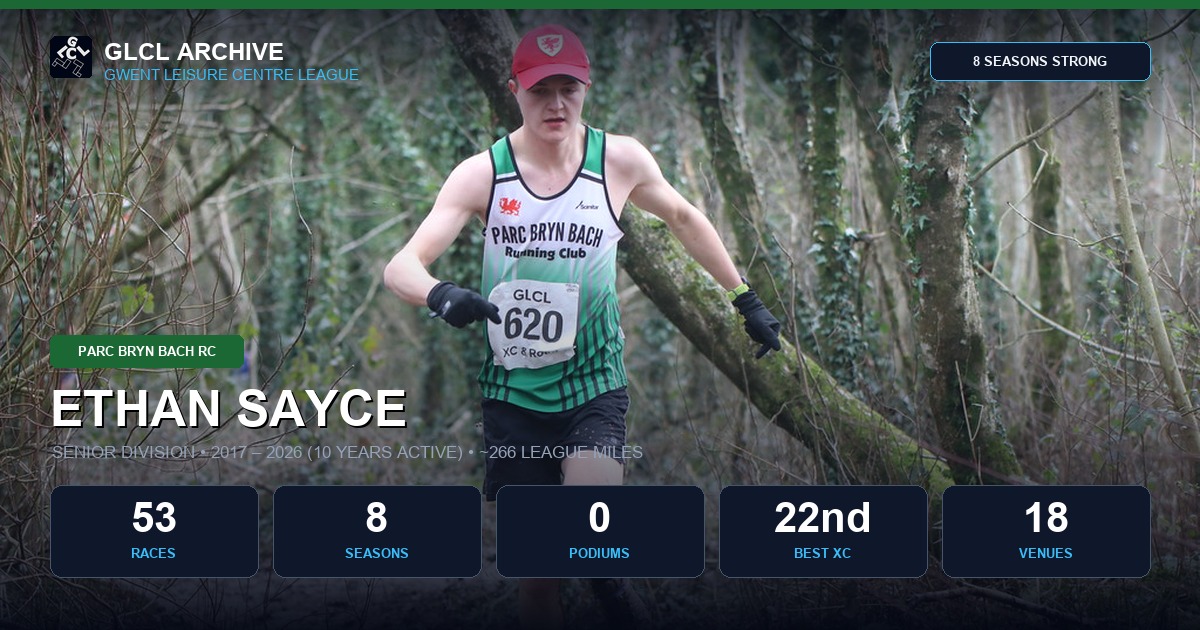 GLCL ARCHIVE
GWENT LEISURE CENTRE LEAGUE
8 SEASONS STRONG
PARC BRYN BACH
Running Club
GLCL
620
XC & Ro
PARC BRYN BACH RC
ETHAN SAYCE
SENIOR DIVISION • 2017 – 2026 (10 YEARS ACTIVE) • ~266 LEAGUE MILES
53
RACES
8
SEASONS
0
PODIUMS
22nd
BEST XC
18
VENUES